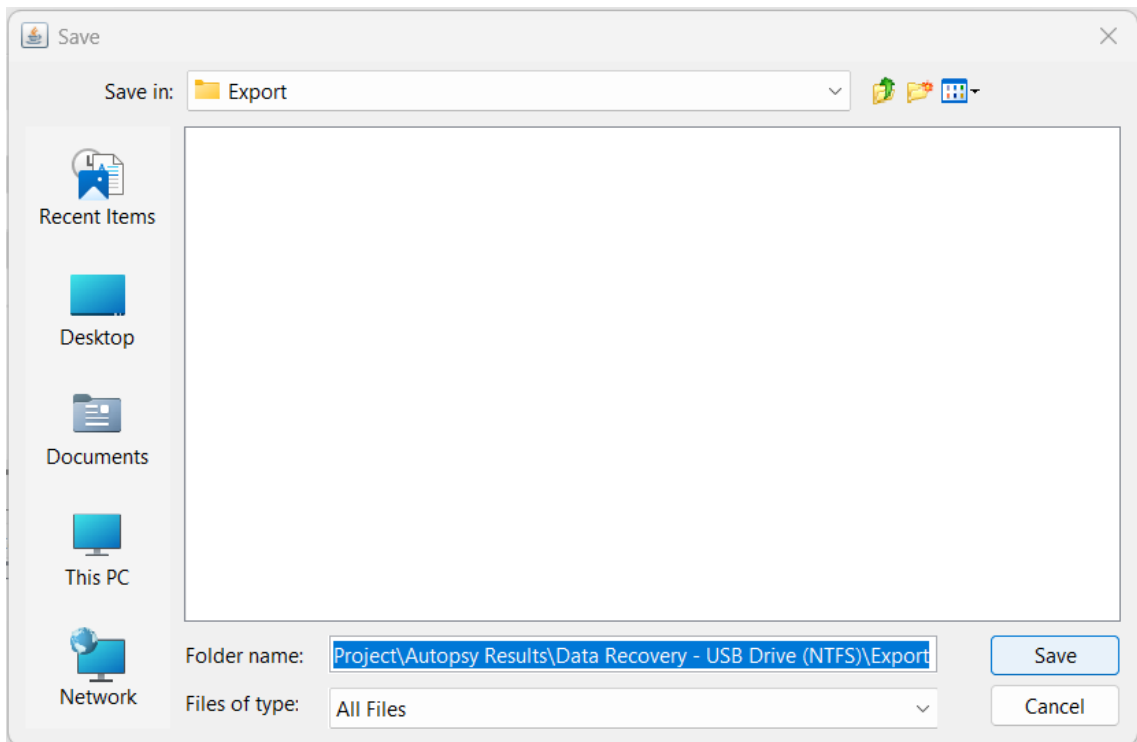 Save
Save in: Export
Recent Items
Desktop
Documents
This PC
Network
Folder name: Project\Autopsy Results\Data Recovery - USB Drive (NTFS)\Export Save
Files of type: All Files Cancel